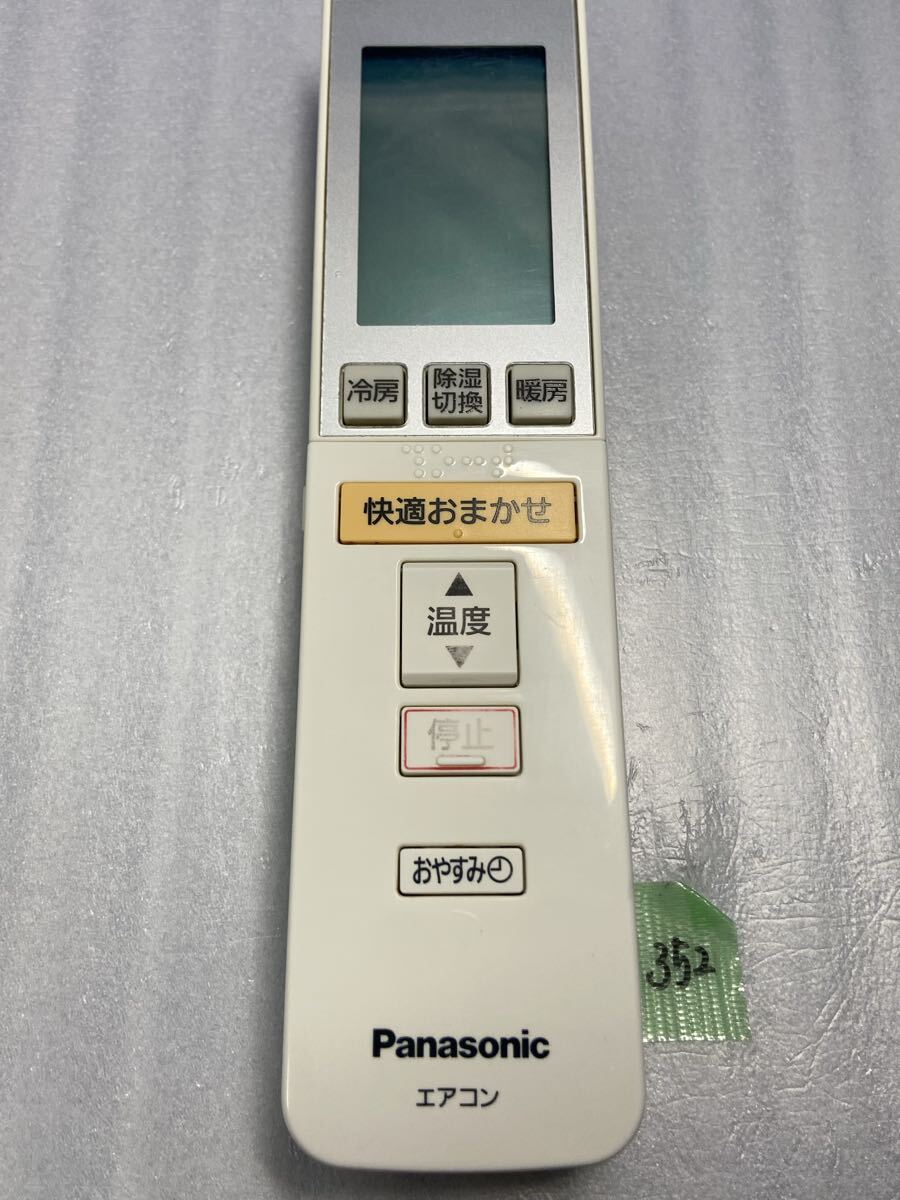 冷房 除湿切換 暖房
快適おまかせ
▲
温度
▼
停止
おやすみ
352
Panasonic
エアコン